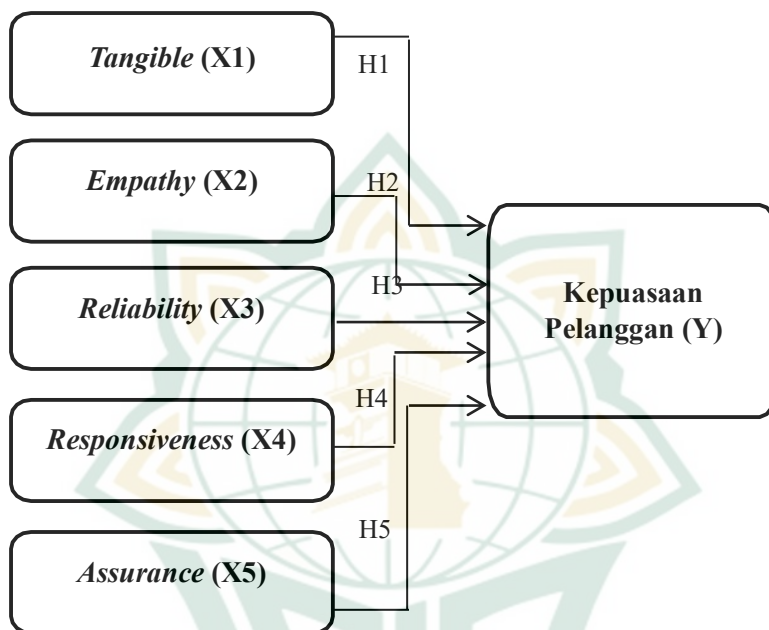 Tangible (X1)
H1
Empathy (X2)
H2
Reliability (X3)
H3
Responsiveness (X4)
H4
Assurance (X5)
H5
Kepuasaan
Pelanggan (Y)